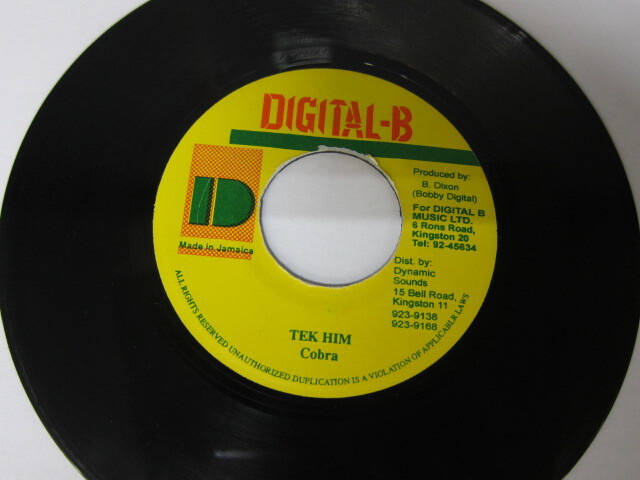 DIGITAL-B
D
Made in Jamaica
Produced by:
B. Dixon
(Bobby Digital)
For DIGITAL B
MUSIC LTD.
6 Rons Road,
Kingston 20
Tel: 92-45634
Dist. by:
Dynamic
Sounds
15 Bell Road,
Kingston 11
923-9138
923-9168
TEK HIM
Cobra
ALL RIGHTS RESERVED UNAUTHORIZED DUPLICATION IS A VIOLATION OF APPLICABLR LAWS